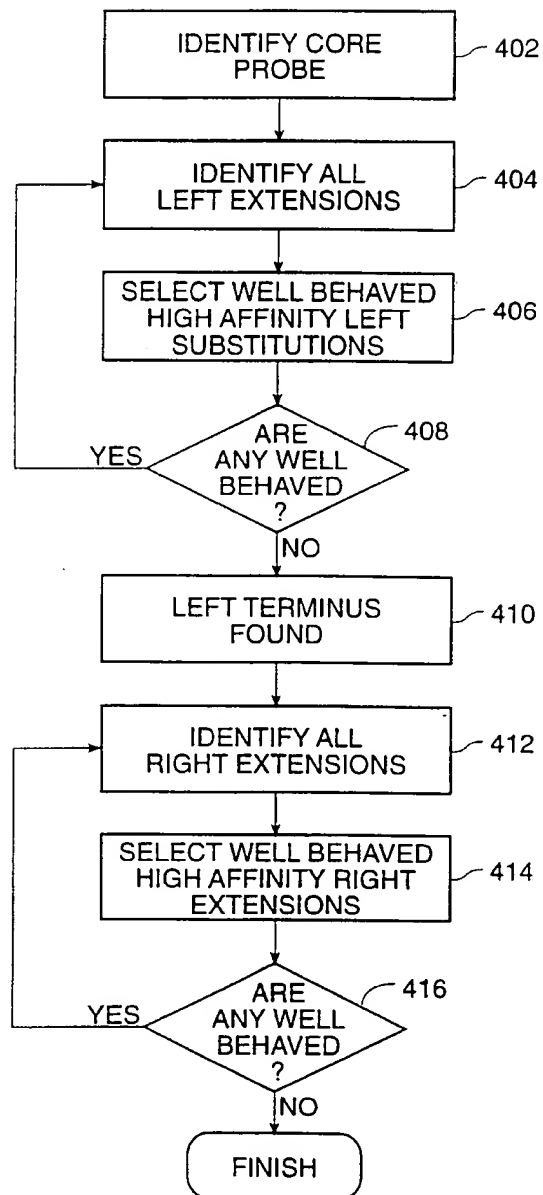 IDENTIFY CORE
PROBE
402
IDENTIFY ALL
LEFT EXTENSIONS
404
SELECT WELL BEHAVED
HIGH AFFINITY LEFT
SUBSTITUTIONS
406
ARE
ANY WELL
BEHAVED
?
408
YES
NO
LEFT TERMINUS
FOUND
410
IDENTIFY ALL
RIGHT EXTENSIONS
412
SELECT WELL BEHAVED
HIGH AFFINITY RIGHT
EXTENSIONS
414
ARE
ANY WELL
BEHAVED
?
416
YES
NO
FINISH